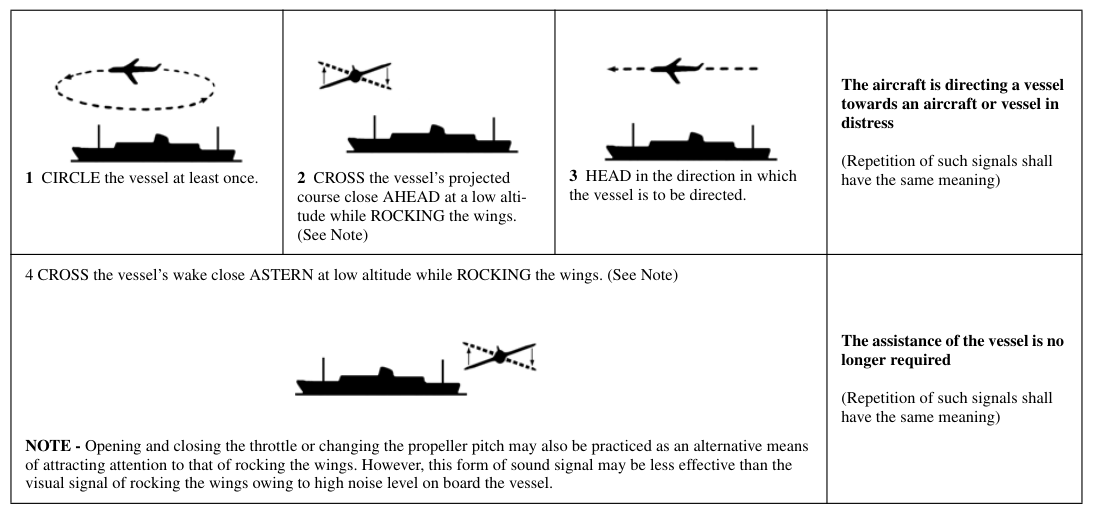 1 CIRCLE the vessel at least once.
2 CROSS the vessel's projected
course close AHEAD at a low alti-
tude while ROCKING the wings.
(See Note)
3 HEAD in the direction in which
the vessel is to be directed.
The aircraft is directing a vessel
towards an aircraft or vessel in
distress
(Repetition of such signals shall
have the same meaning)
4 CROSS the vessel's wake close ASTERN at low altitude while ROCKING the wings. (See Note)
NOTE - Opening and closing the throttle or changing the propeller pitch may also be practiced as an alternative means
of attracting attention to that of rocking the wings. However, this form of sound signal may be less effective than the
visual signal of rocking the wings owing to high noise level on board the vessel.
The assistance of the vessel is no
longer required
(Repetition of such signals shall
have the same meaning)